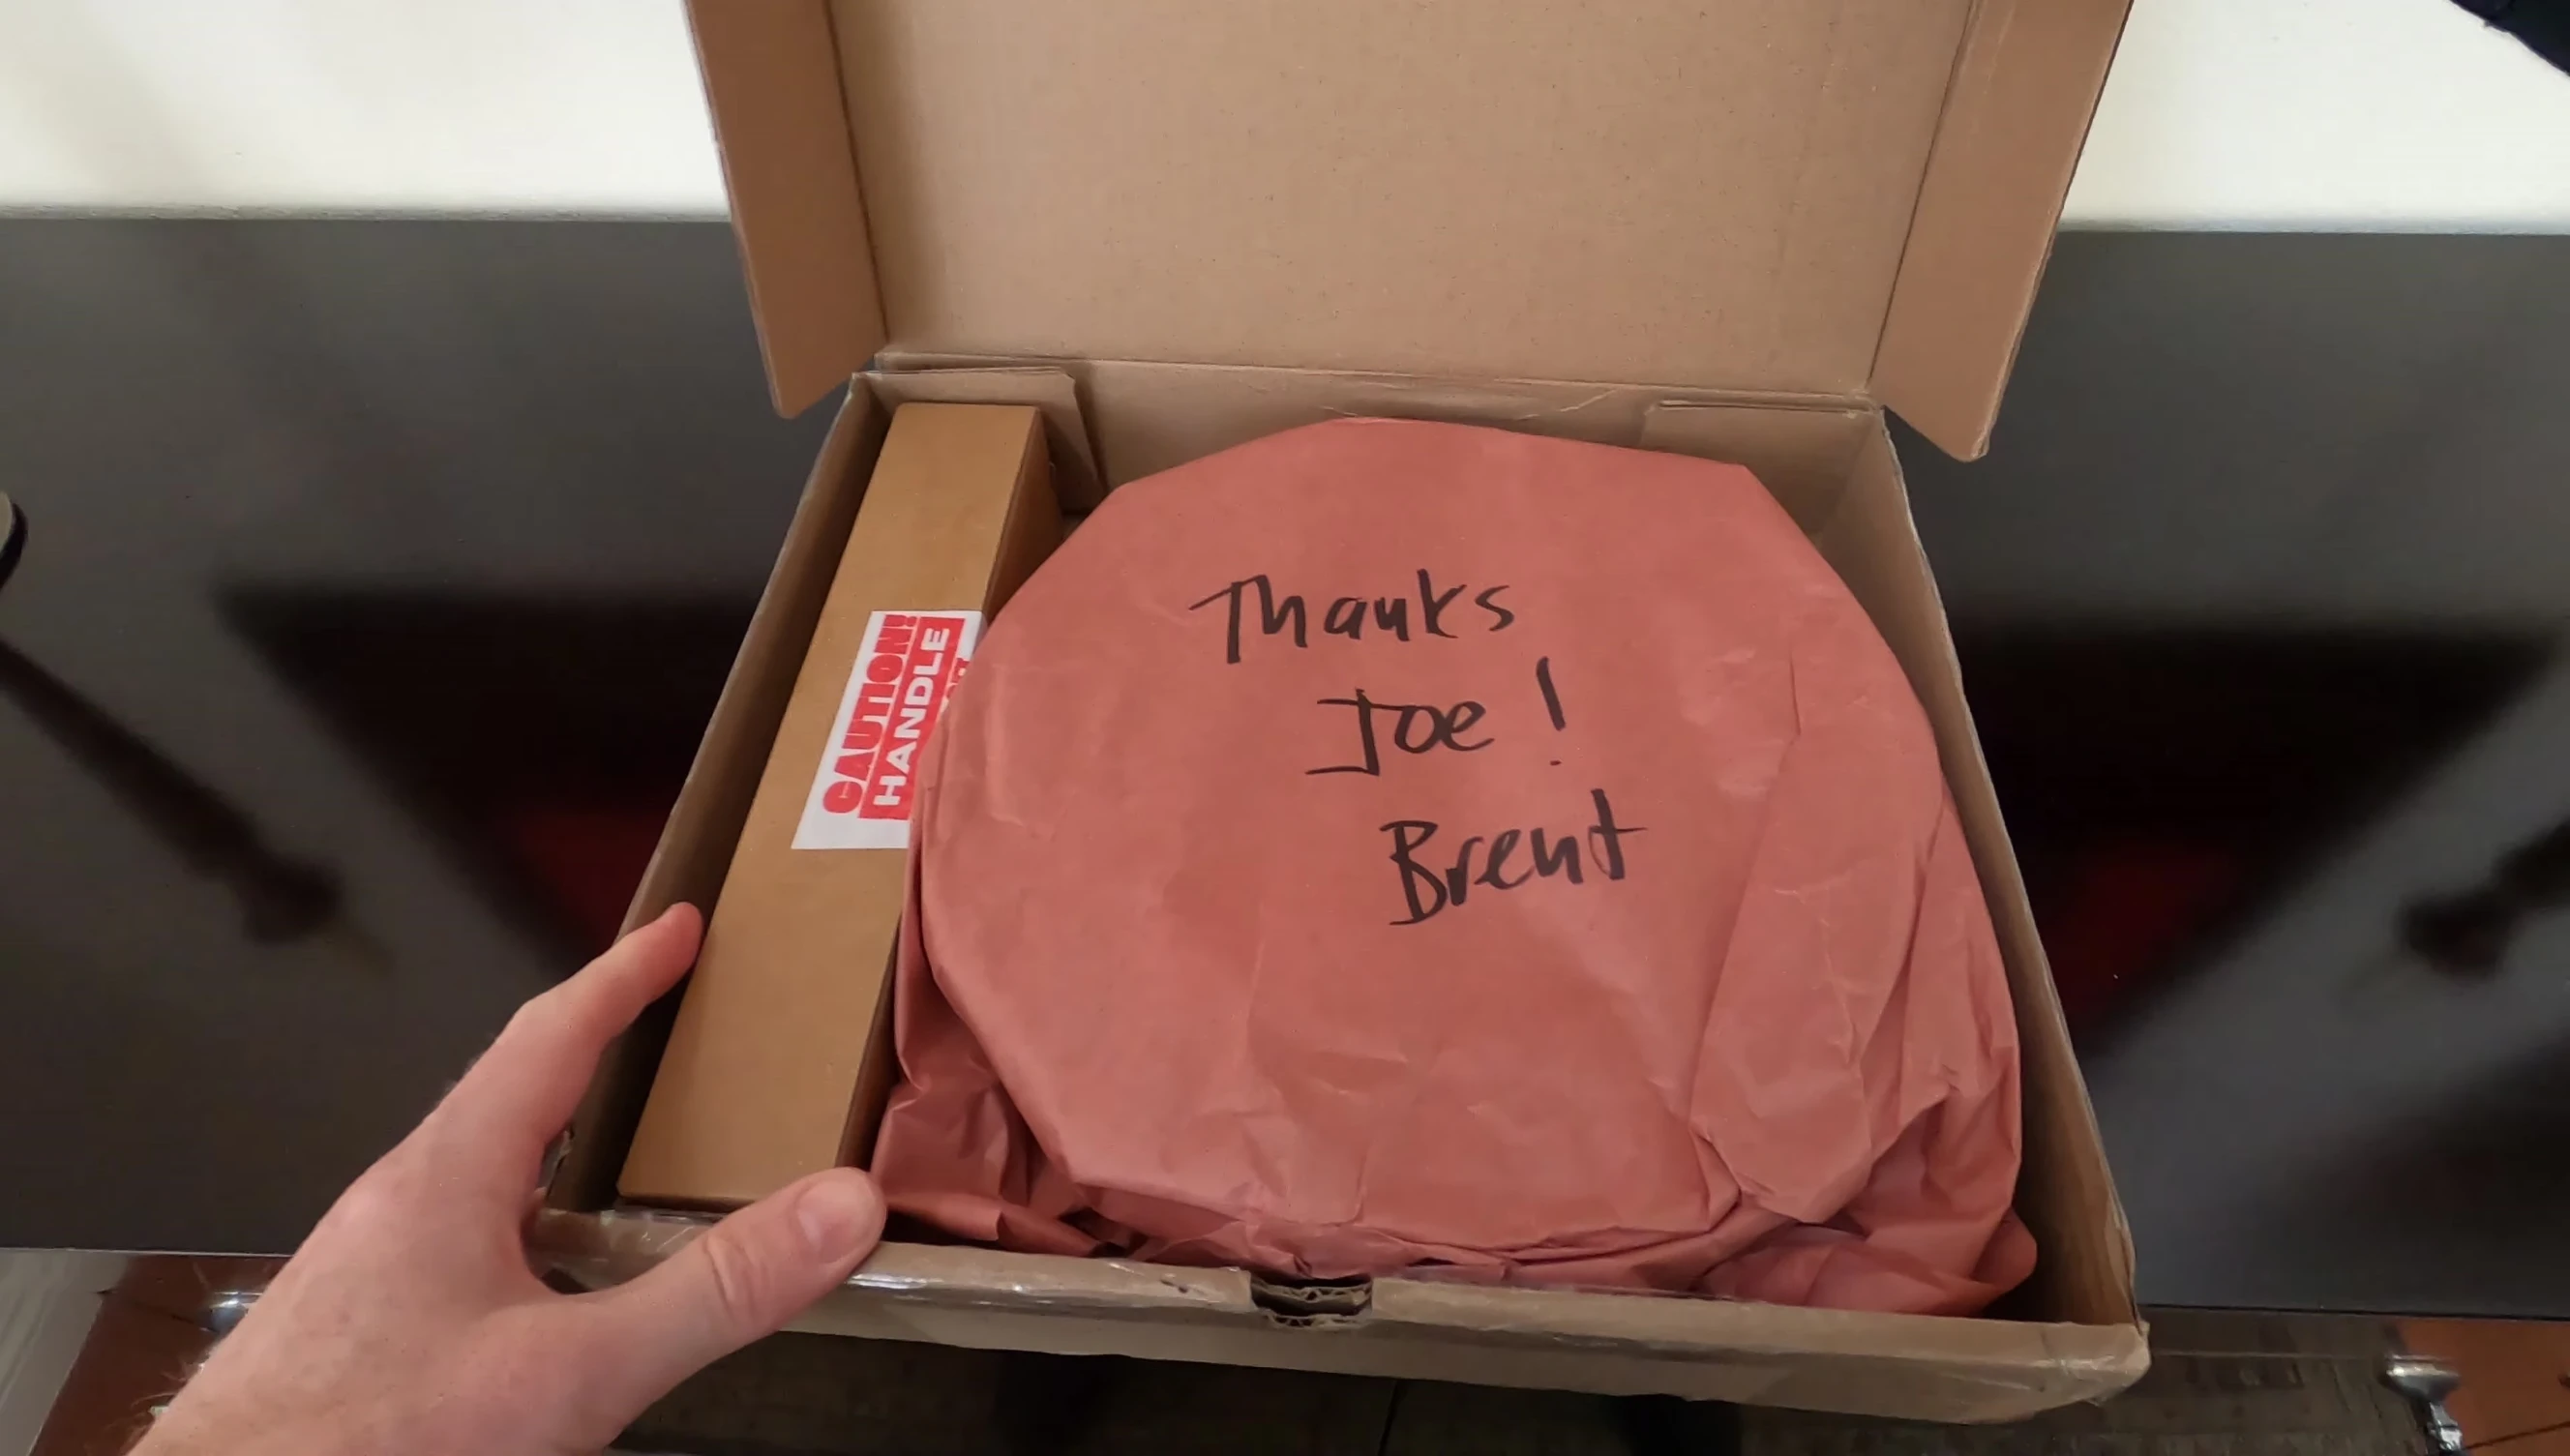 Thanks
Joe!
Brent
CAUTION!
HANDLE